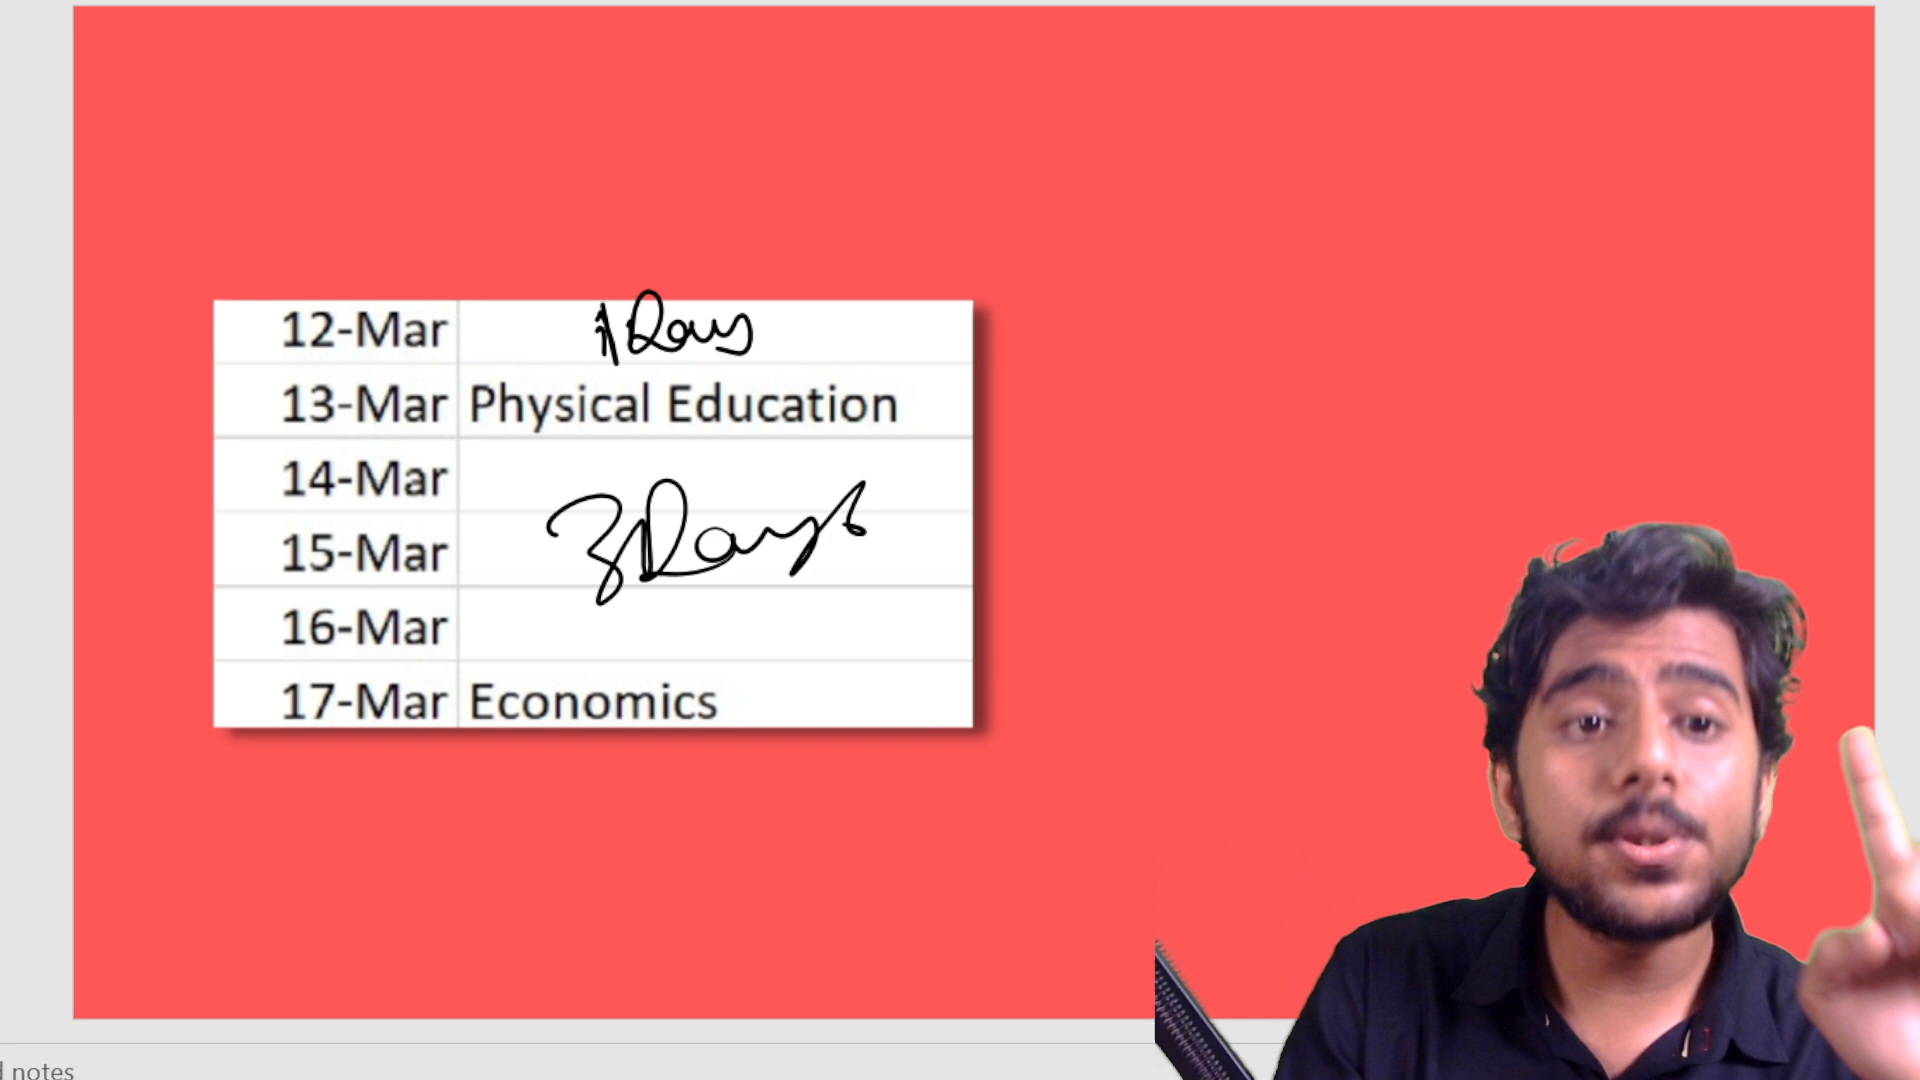 12-Mar 1 Day
13-Mar Physical Education
14-Mar
3 Days
15-Mar
16-Mar
17-Mar Economics
notes